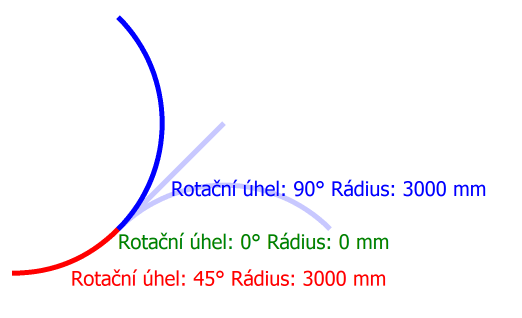 Rotační úhel: 90° Rádius: 3000 mm
Rotační úhel: 0° Rádius: 0 mm
Rotační úhel: 45° Rádius: 3000 mm